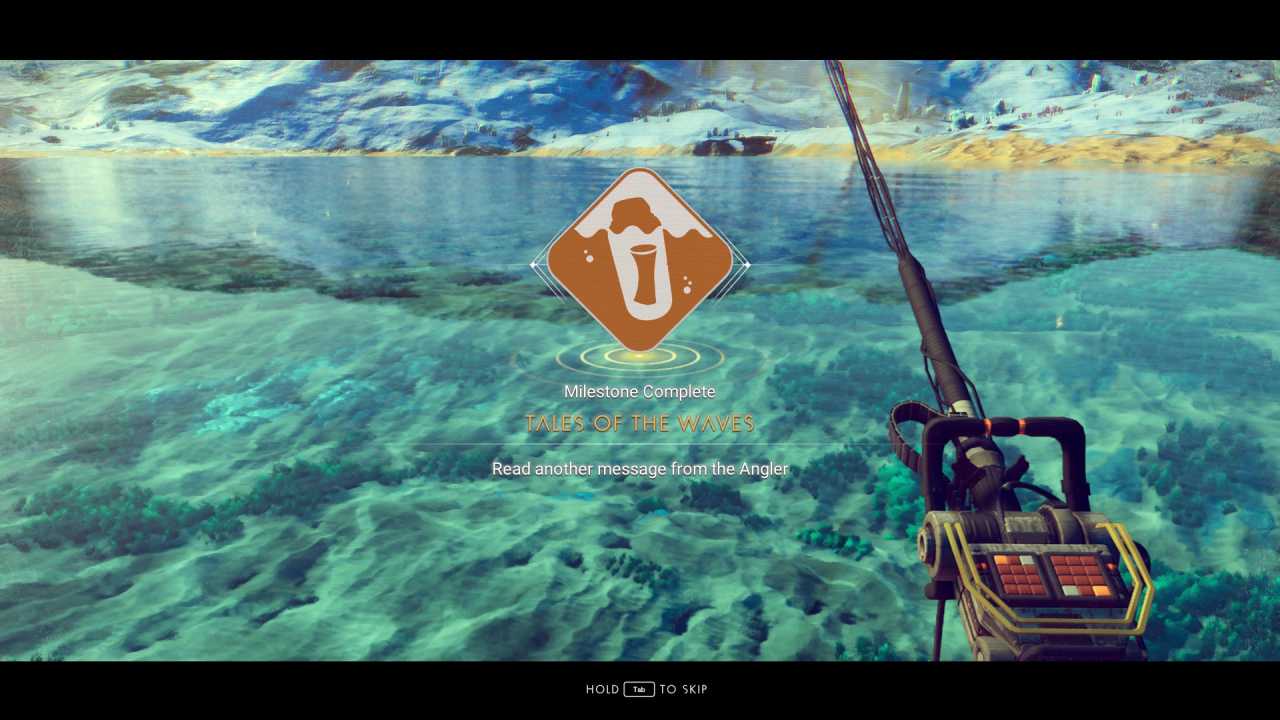 Milestone Complete
TALES OF THE WAVES
Read another message from the Angler
HOLD Tab TO SKIP